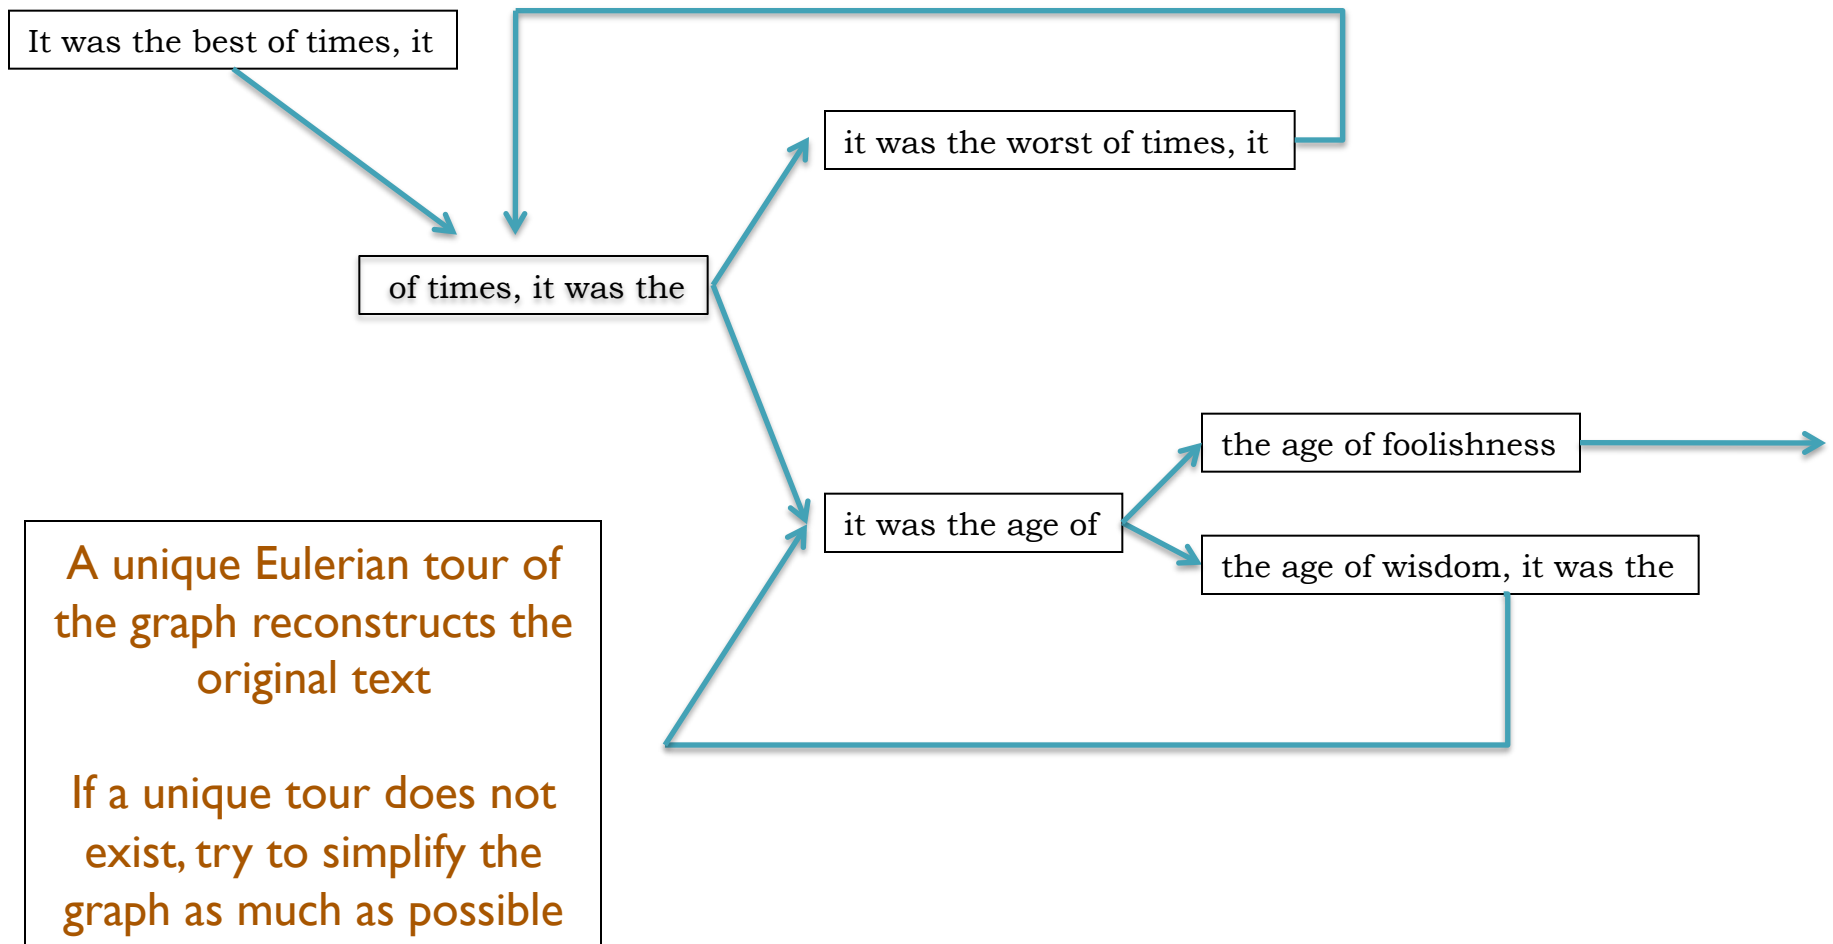 It was the best of times, it
it was the worst of times, it
of times, it was the
the age of foolishness
it was the age of
the age of wisdom, it was the
A unique Eulerian tour of
the graph reconstructs the
original text
If a unique tour does not
exist, try to simplify the
graph as much as possible